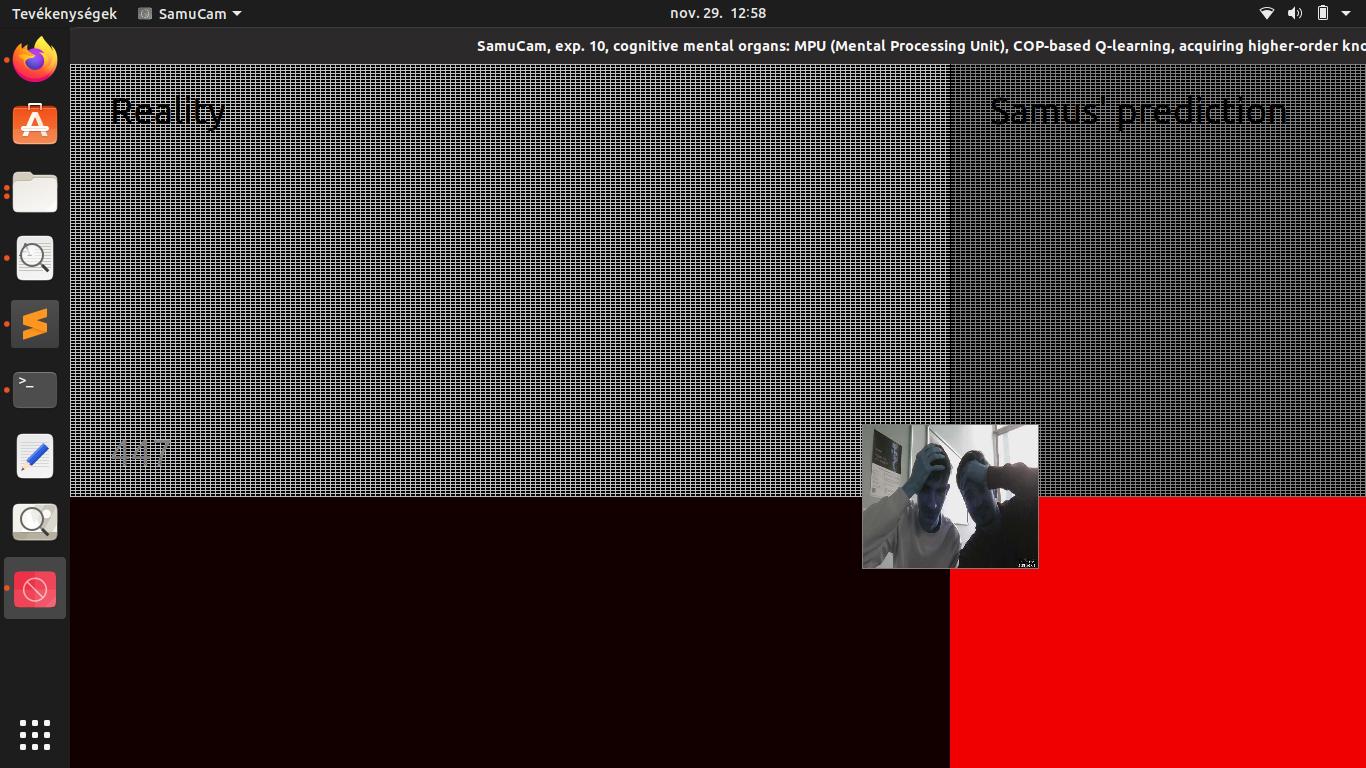 Tevékenységek SamuCam nov. 29. 12:58
SamuCam, exp. 10, cognitive mental organs: MPU (Mental Processing Unit), COP-based Q-learning, acquiring higher-order kno
Reality
Samus' prediction
>_
447